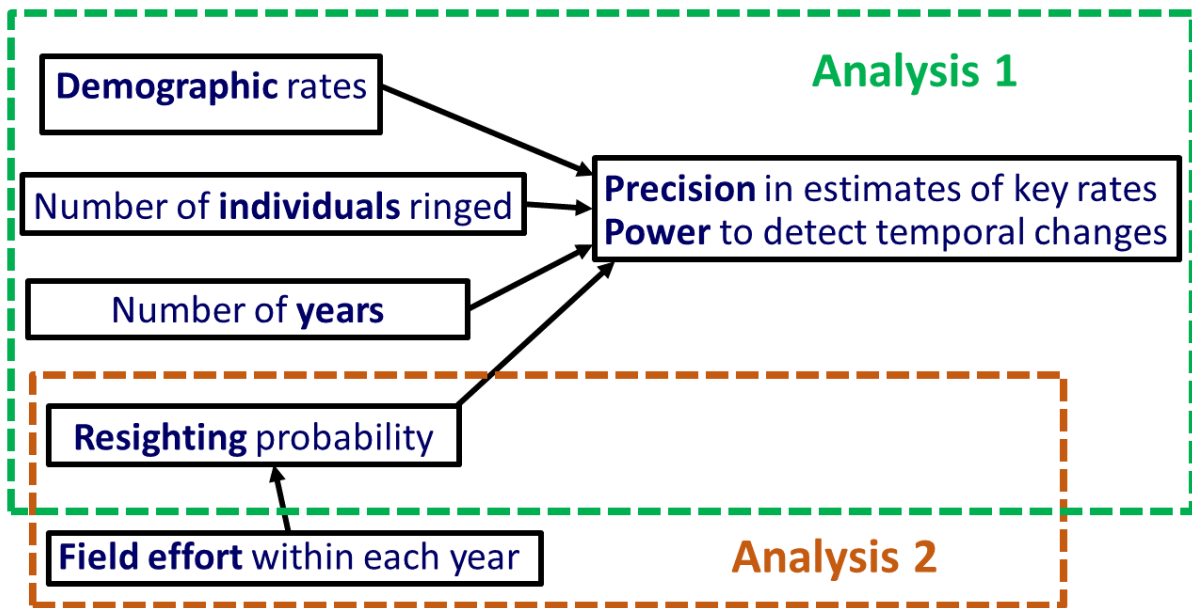 Analysis 1
Demographic rates
Number of individuals ringed
Precision in estimates of key rates
Power to detect temporal changes
Number of years
Resighting probability
Field effort within each year
Analysis 2